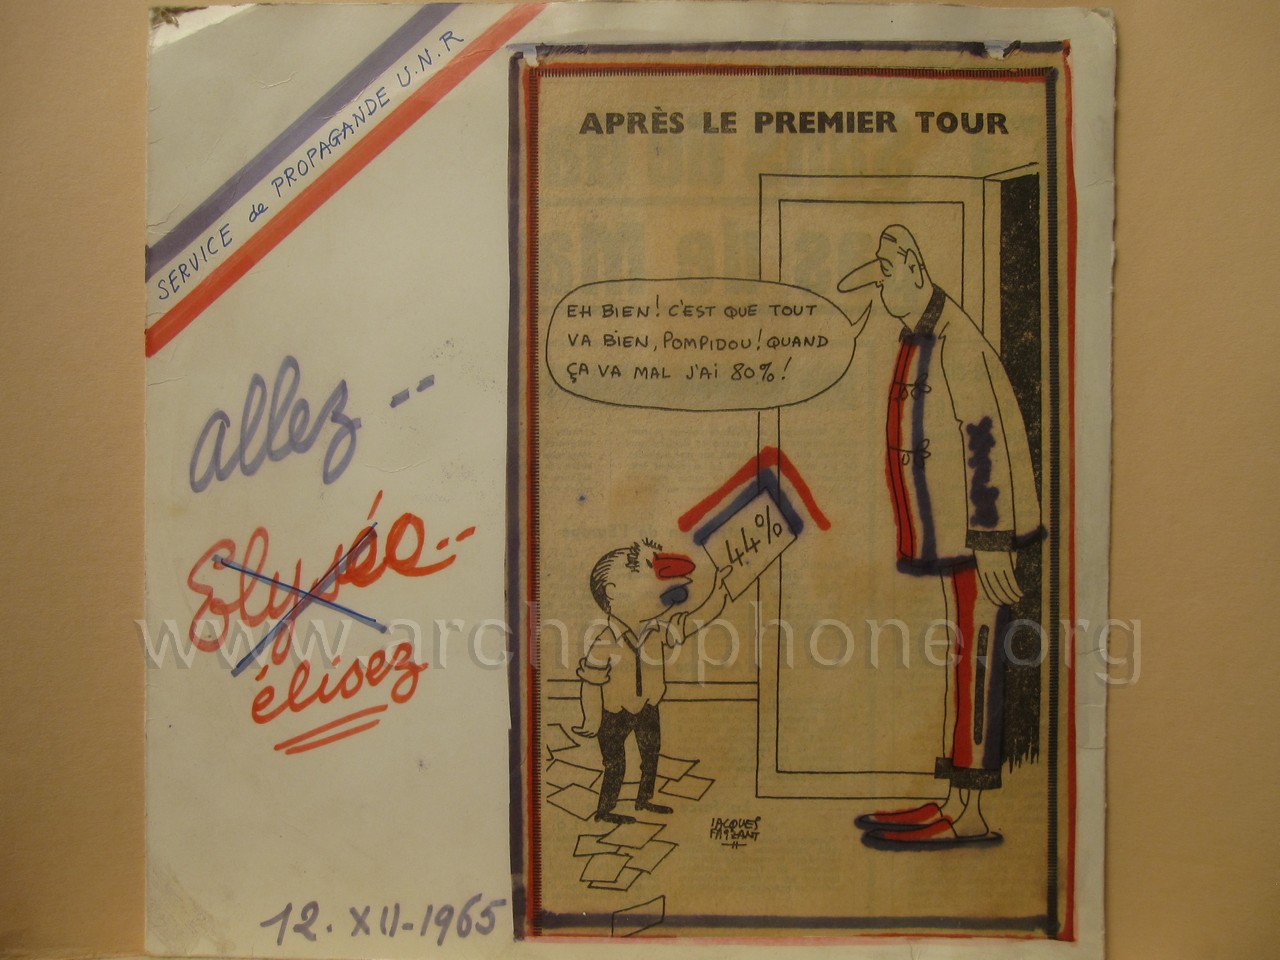 SERVICE de PROPAGANDE U.N.R
allez --
Elysée --
élisez
12. XII-1965
APRÈS LE PREMIER TOUR
EH BIEN! C'EST QUE TOUT
VA BIEN, POMPIDOU! QUAND
ÇA VA MAL J'AI 80%!
44%
JACQUES
FAIZANT
www.archeophone.org